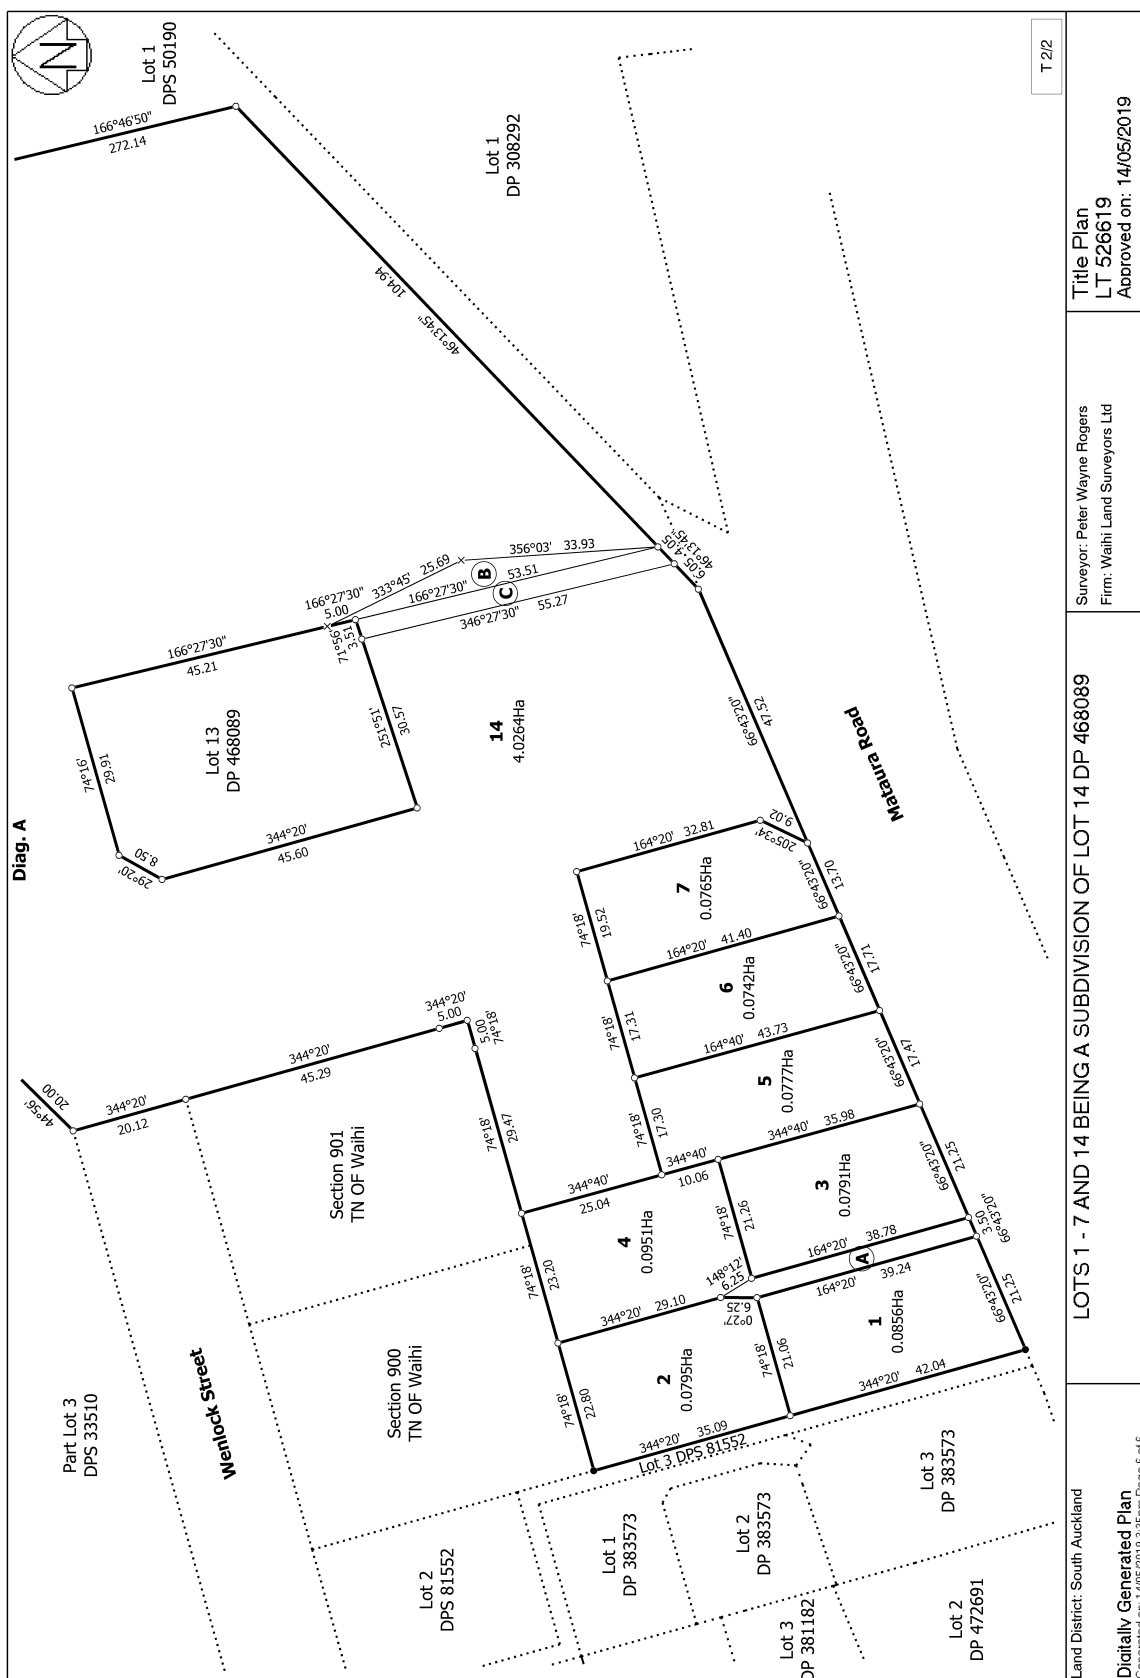 Diag. A
N
Lot 1
DPS 50190
166°46'50"
272.14
104.94
46°13'45"
Lot 1
DP 308292
T 2/2
Lot 13
DP 468089
74°16'
29.91
166°27'30"
45.21
29°20'
8.50
344°20'
45.60
251°51'
30.57
71°56'
3.51
166°27'30"
5.00
333°45' 25.69
356°03' 33.93
166°27'30" 53.51
346°27'30" 55.27
B
C
4.05
6.05
46°13'45"
14
4.0264Ha
66°43'20"
47.52
Mataura Road
44°56'
20.00
344°20'
20.12
344°20'
45.29
344°20'
5.00
5.00
74°18'
74°18'
29.47
Section 901
TN OF Waihi
Section 900
TN OF Waihi
Wenlock Street
Part Lot 3
DPS 33510
7
0.0765Ha
74°18'
19.52
164°20' 32.81
205°34'
9.02
66°43'20"
13.70
6
0.0742Ha
74°18'
17.31
164°20' 41.40
66°43'20"
17.71
5
0.0777Ha
74°18'
17.30
164°40' 43.73
66°43'20"
17.47
344°40'
25.04
344°40'
10.06
344°40' 35.98
4
0.0951Ha
74°18'
23.20
3
0.0791Ha
74°18'
21.26
66°43'20"
21.25
148°12'
6.25
164°20' 38.78
A
3.50
66°43'20"
344°20' 29.10
6.25
0°27'
164°20' 39.24
2
0.0795Ha
74°18'
22.80
344°20' 35.09
1
0.0856Ha
74°18'
21.06
344°20' 42.04
66°43'20"
21.25
Lot 3 DPS 81552
Lot 2
DPS 81552
Lot 1
DP 383573
Lot 2
DP 383573
Lot 3
DP 383573
Lot 3
DP 381182
Lot 2
DP 472691
Land District: South Auckland
Digitally Generated Plan
Generated on: 14/05/2019 3:35pm Page 6 of 6
LOTS 1 - 7 AND 14 BEING A SUBDIVISION OF LOT 14 DP 468089
Surveyor: Peter Wayne Rogers
Firm: Waihi Land Surveyors Ltd
Title Plan
LT 526619
Approved on: 14/05/2019